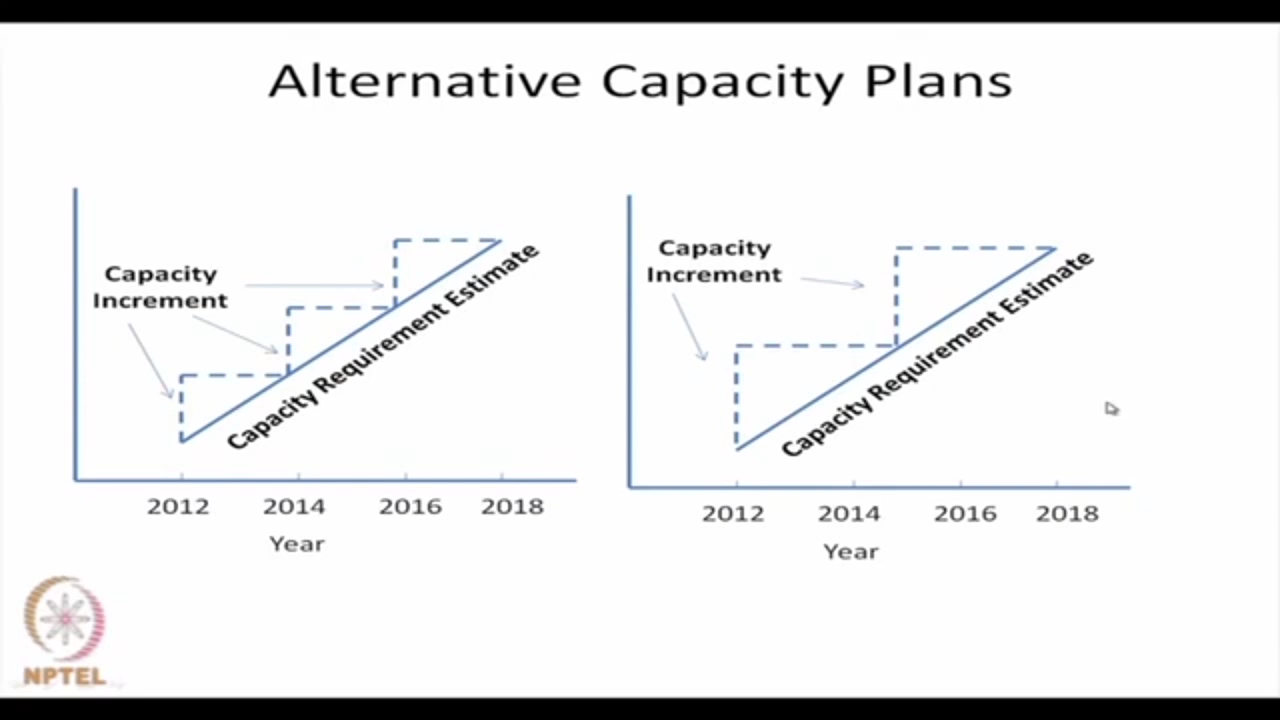 Alternative Capacity Plans
Capacity
Increment
Capacity Requirement Estimate
2012 2014 2016 2018
Year
Capacity
Increment
Capacity Requirement Estimate
2012 2014 2016 2018
Year
NPTEL